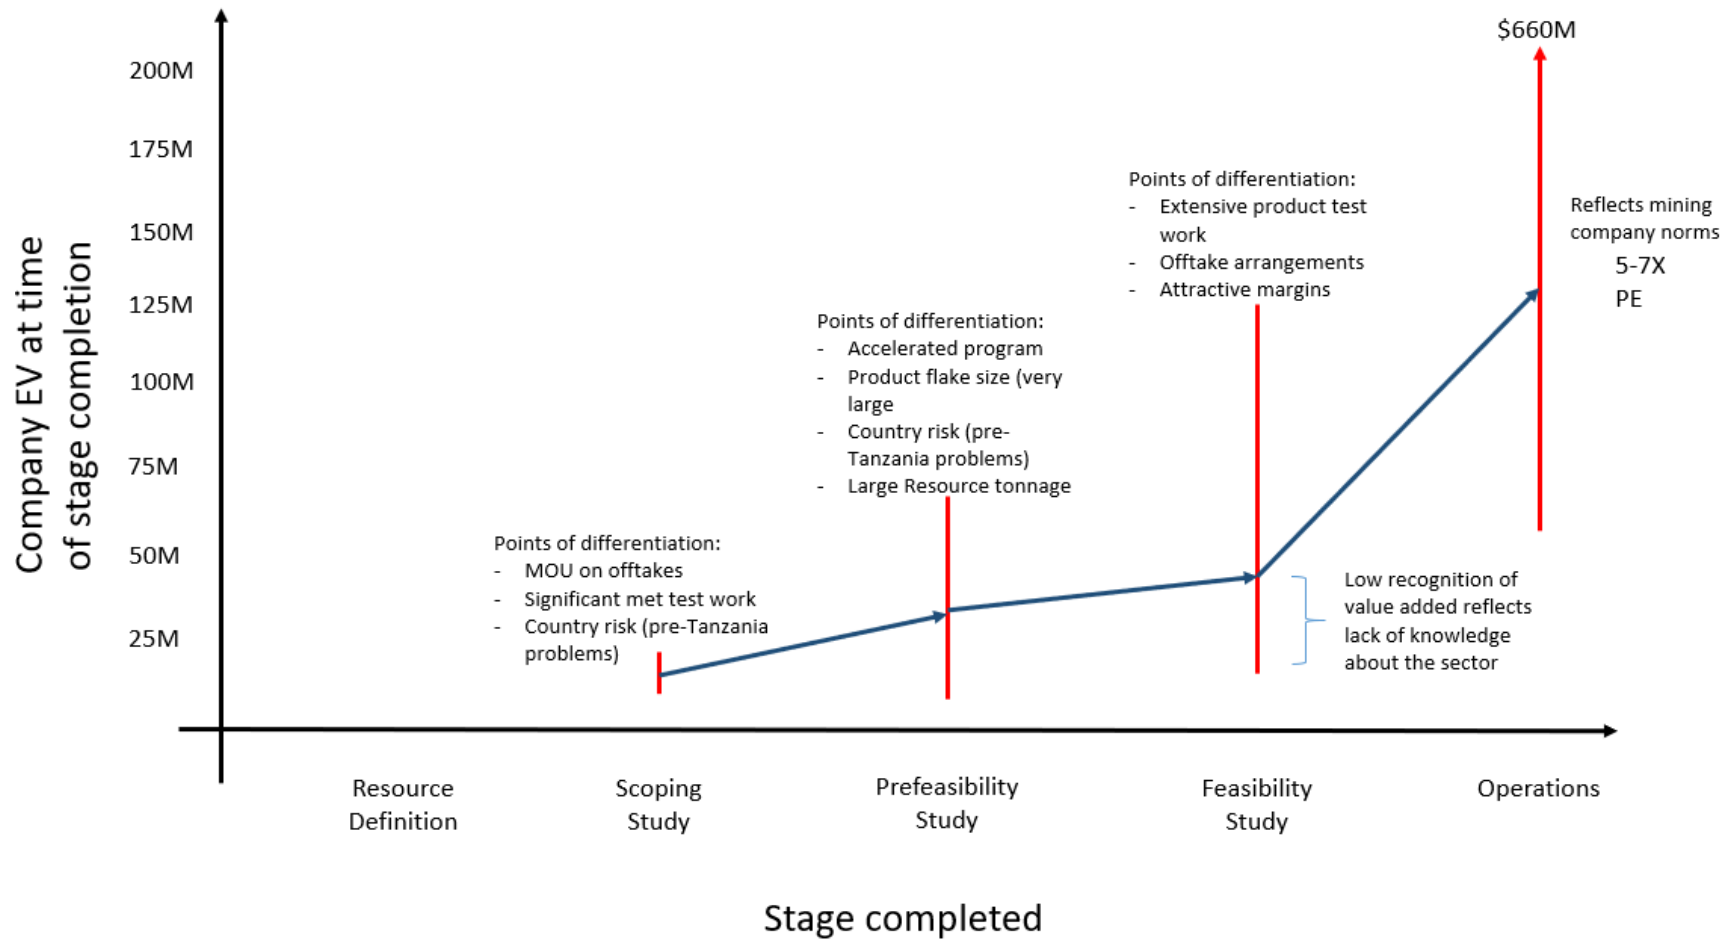 $660M
200M
175M
150M
125M
100M
75M
50M
25M
Company EV at time
of stage completion
Points of differentiation:
- MOU on offtakes
- Significant met test work
- Country risk (pre-Tanzania
problems)
Points of differentiation:
- Accelerated program
- Product flake size (very
large
- Country risk (pre-
Tanzania problems)
- Large Resource tonnage
Points of differentiation:
- Extensive product test
work
- Offtake arrangements
- Attractive margins
Reflects mining
company norms
5-7X
PE
Low recognition of
value added reflects
lack of knowledge
about the sector
Resource
Definition
Scoping
Study
Prefeasibility
Study
Feasibility
Study
Operations
Stage completed